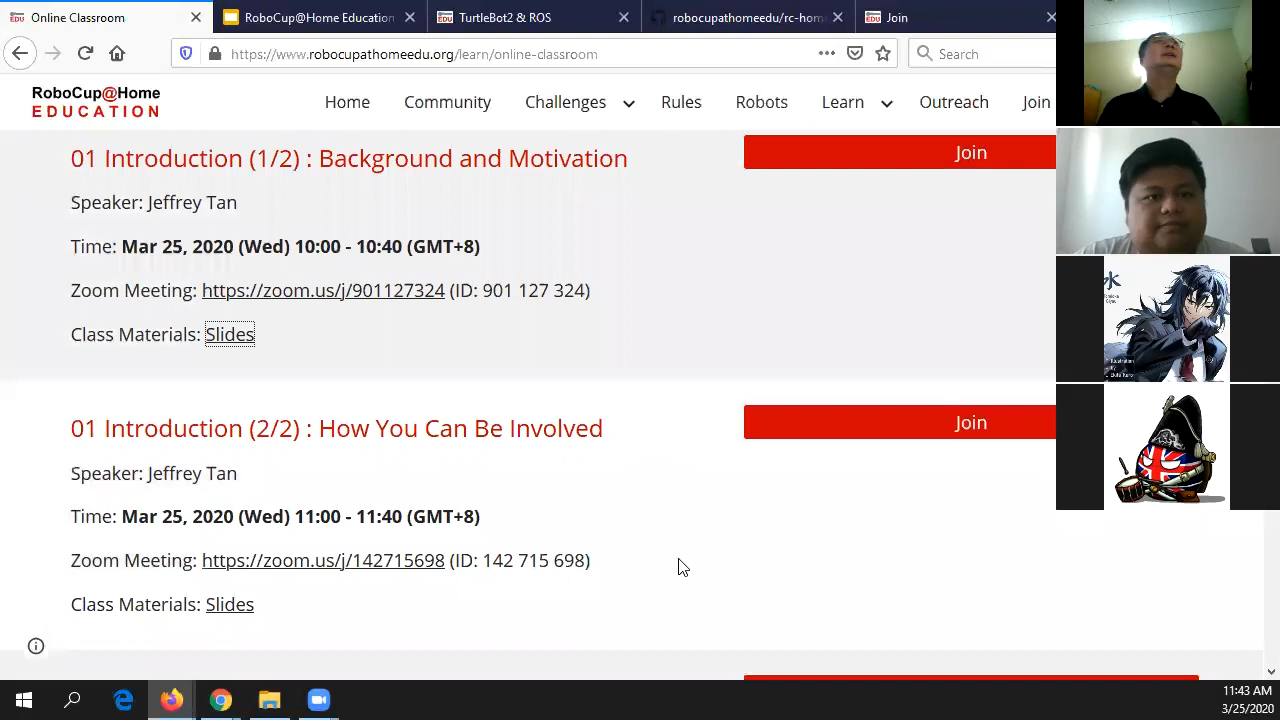 Online Classroom
RoboCup@Home Education
TurtleBot2 & ROS
robocupathomeedu/rc-hom
Join
https://www.robocupathomeedu.org/learn/online-classroom
Search
RoboCup@Home
EDUCATION
Home
Community
Challenges
Rules
Robots
Learn
Outreach
Join
01 Introduction (1/2) : Background and Motivation
Join
Speaker: Jeffrey Tan
Time: Mar 25, 2020 (Wed) 10:00 - 10:40 (GMT+8)
Zoom Meeting: https://zoom.us/j/901127324 (ID: 901 127 324)
Class Materials: Slides
01 Introduction (2/2) : How You Can Be Involved
Join
Speaker: Jeffrey Tan
Time: Mar 25, 2020 (Wed) 11:00 - 11:40 (GMT+8)
Zoom Meeting: https://zoom.us/j/142715698 (ID: 142 715 698)
Class Materials: Slides
水
Illustration
by
11:43 AM
3/25/2020